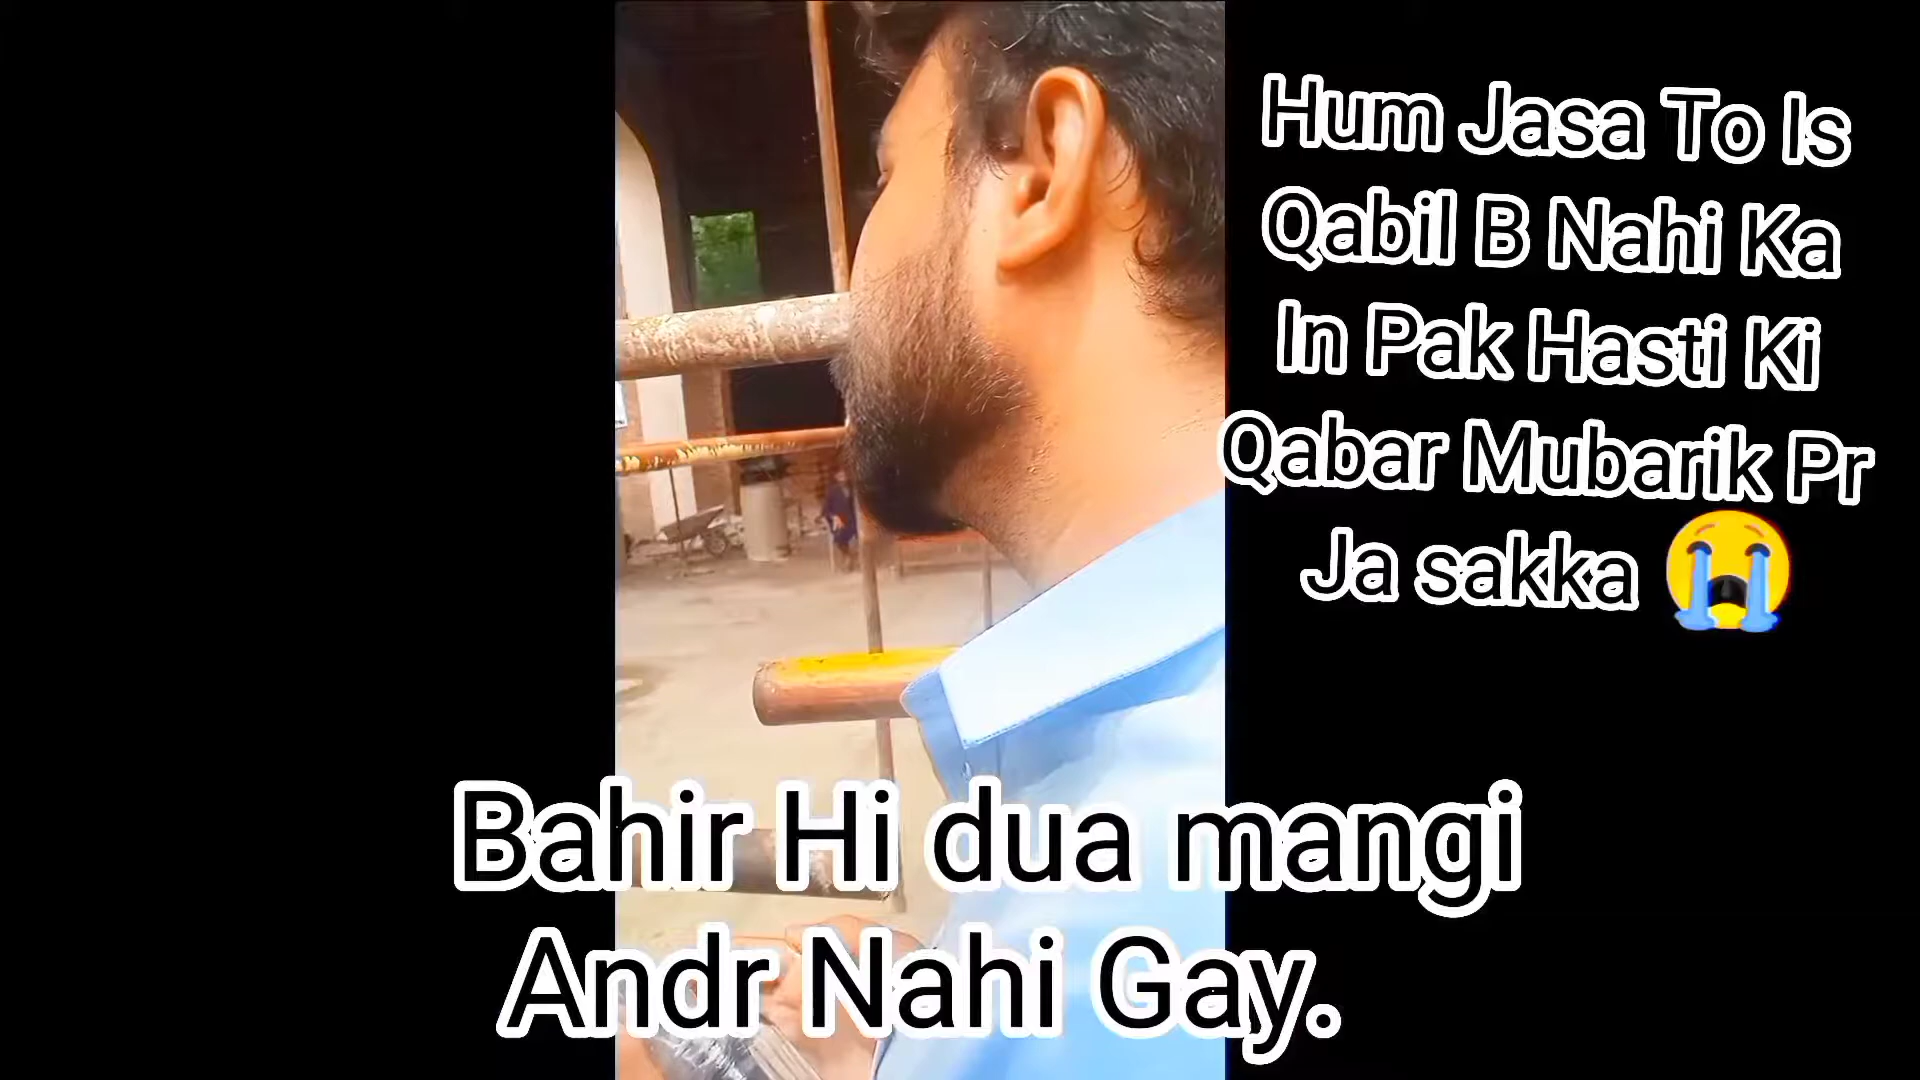 Hum Jasa To Is
Qabil B Nahi Ka
In Pak Hasti Ki
Qabar Mubarik Pr
Ja sakka 😭
Bahir Hi dua mangi
Andr Nahi Gay.